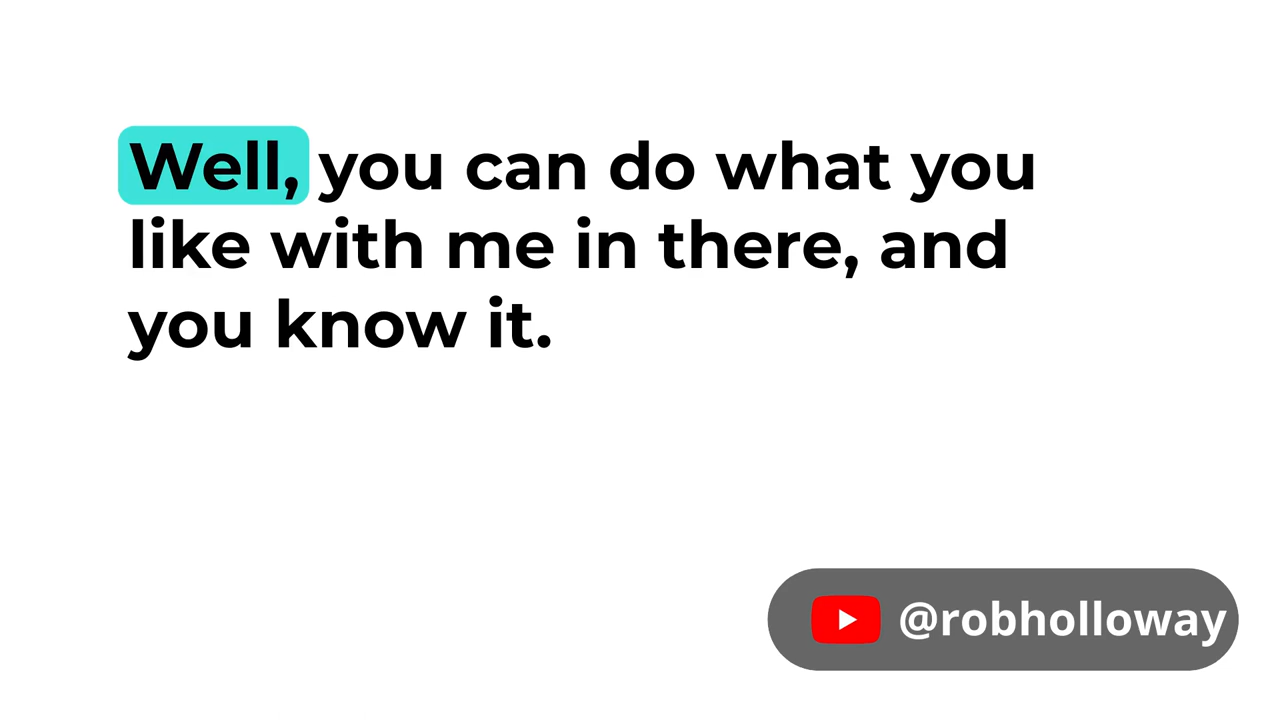 Well, you can do what you
like with me in there, and
you know it.
@robholloway